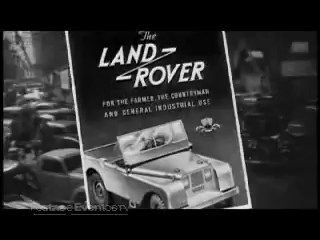 The
LAND
ROVER
FOR THE FARMER, THE COUNTRYMAN
AND GENERAL INDUSTRIAL USE